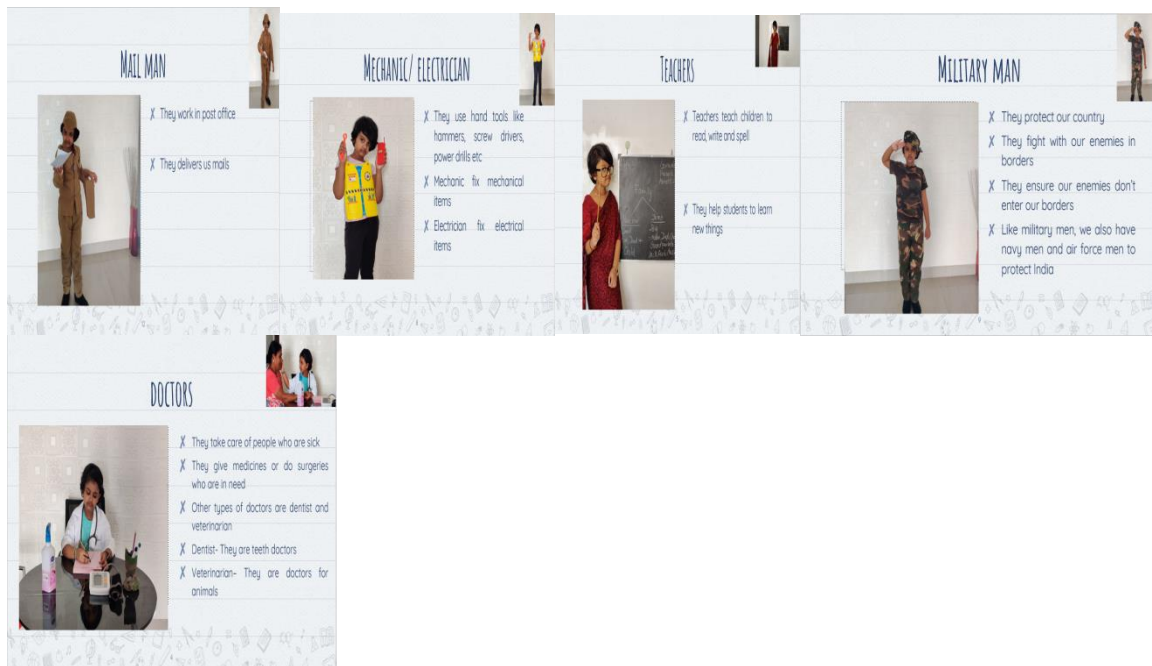 MAIL MAN
X They work in post office
X They delivers us mails
MECHANIC/ ELECTRICIAN
X They use hand tools like
hammers, screw drivers,
power drills etc
X Mechanic fix mechanical
items
X Electrician fix electrical
items
TEACHERS
X Teachers teach children to
read, write and spell
X They help students to learn
new things
MILITARY MAN
X They protect our country
X They fight with our enemies in
borders
X They ensure our enemies don't
enter our borders
X Like military men, we also have
navy men and air force men to
protect India
DOCTORS
X They take care of people who are sick
X They give medicines or do surgeries
who are in need
X Other types of doctors are dentist and
veterinarian
X Dentist- They are teeth doctors
X Veterinarian- They are doctors for
animals